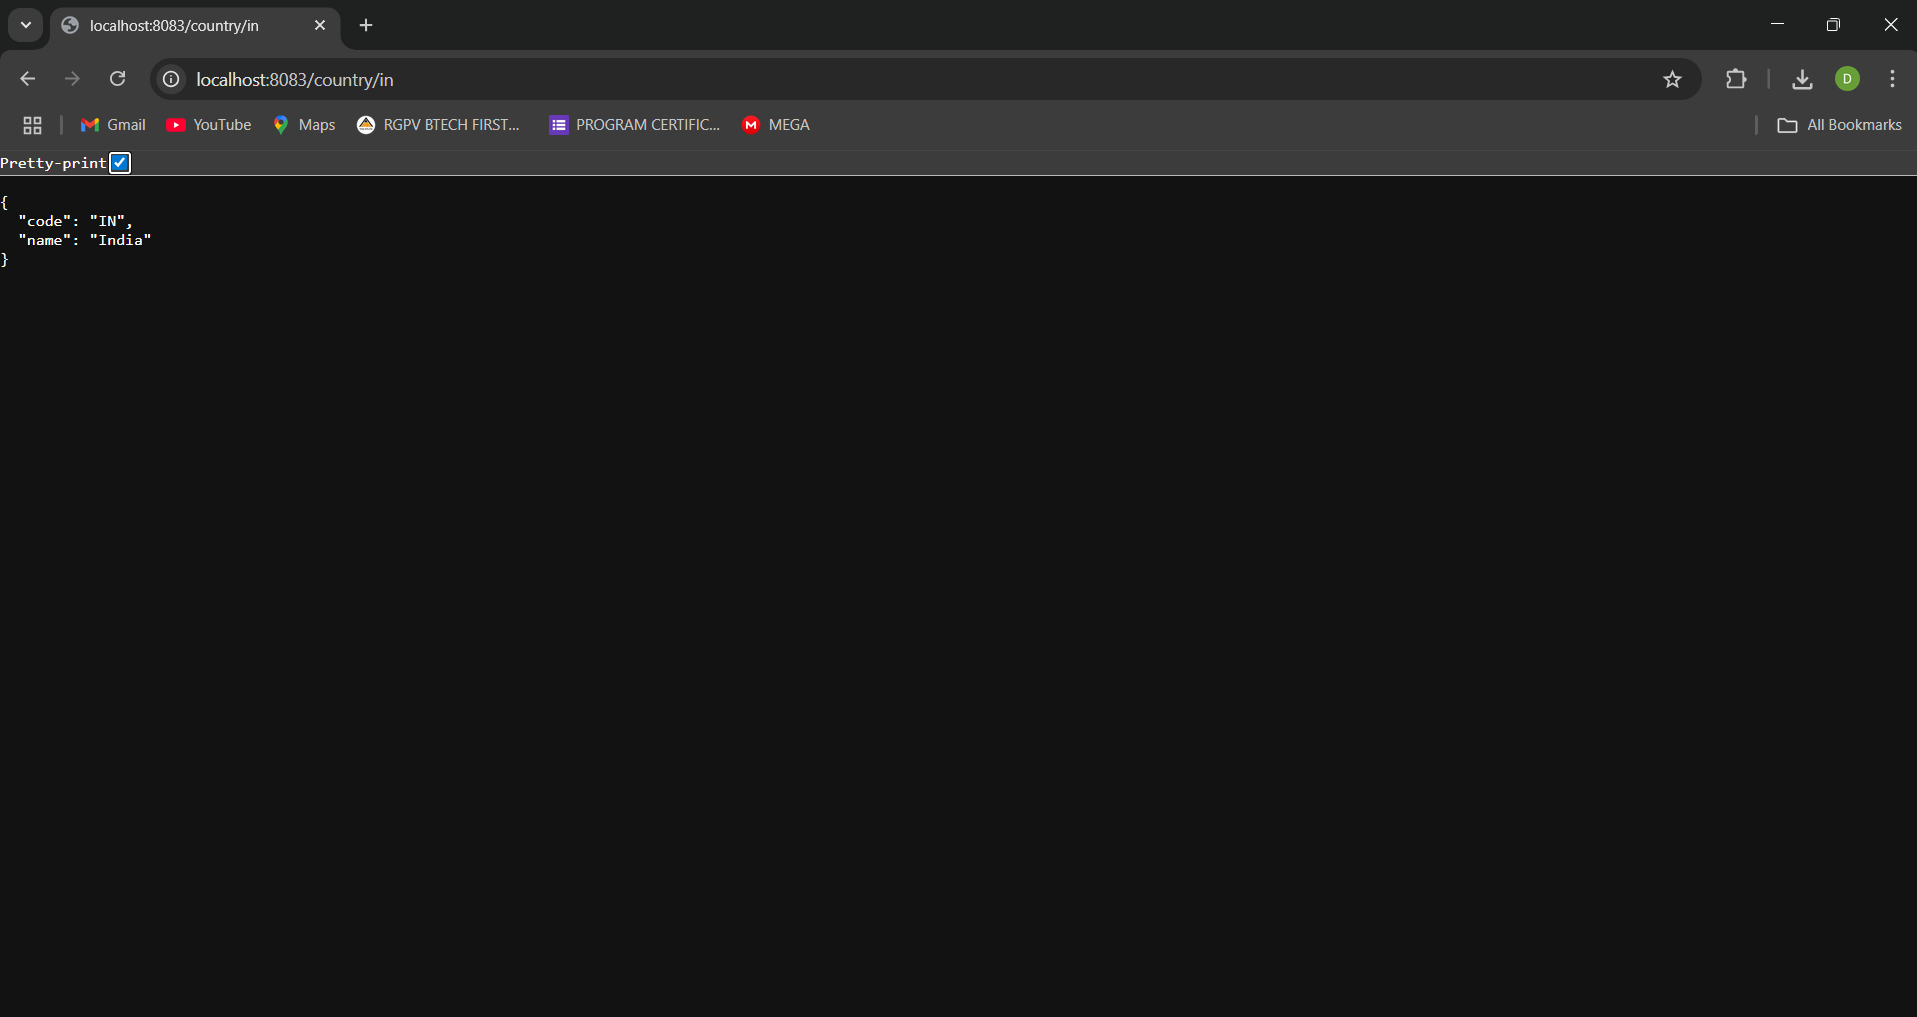 localhost:8083/country/in
localhost:8083/country/in
D
Gmail YouTube Maps RGPV BTECH FIRST... PROGRAM CERTIFIC... M MEGA All Bookmarks
Pretty-print
{
"code": "IN",
"name": "India"
}